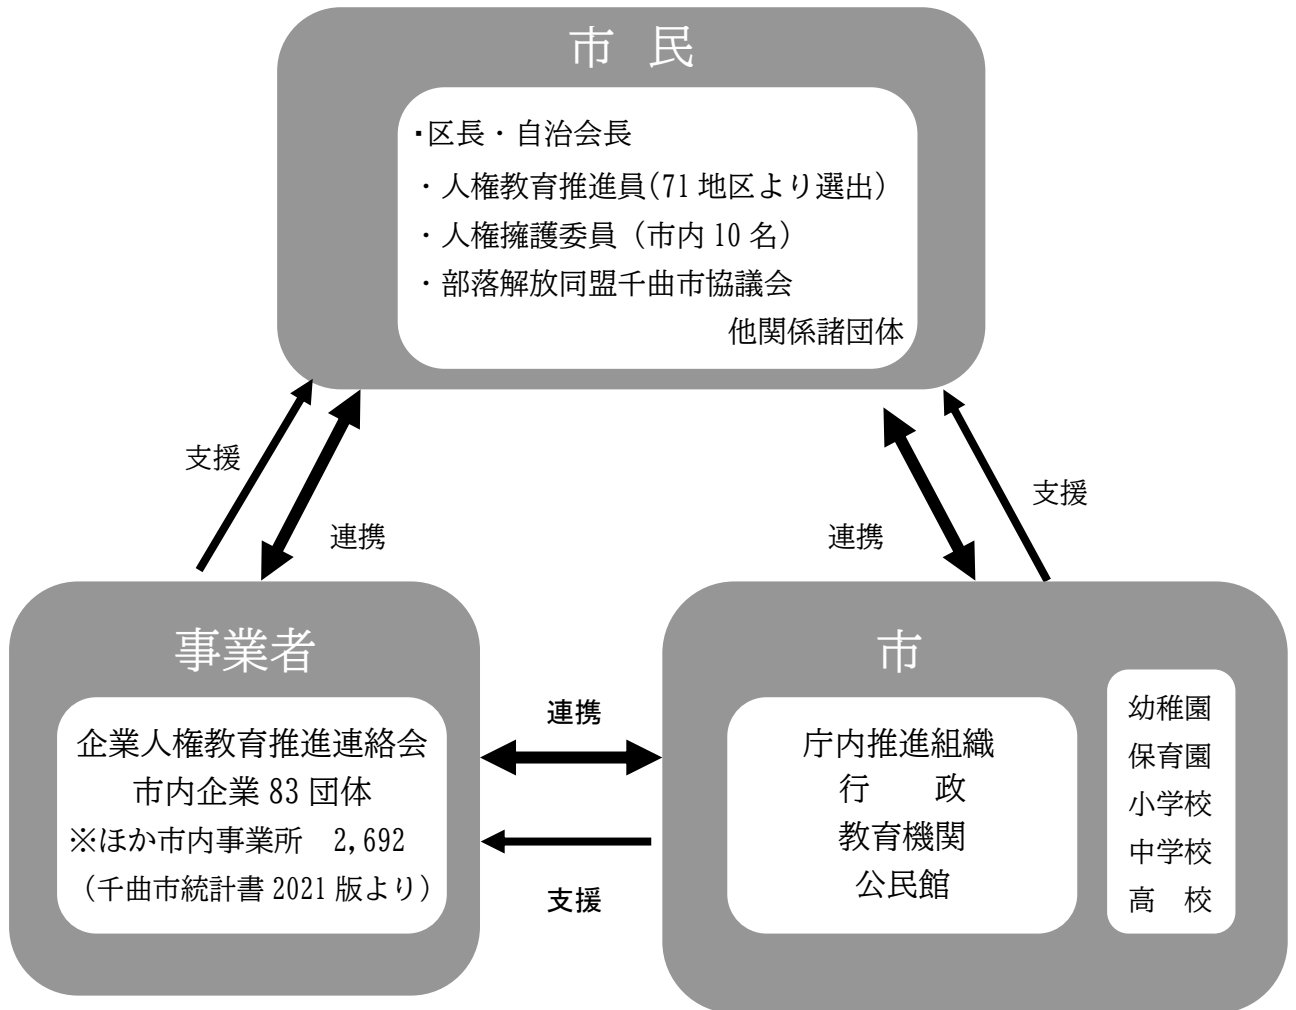 市 民
・区長・自治会長
・人権教育推進員(71 地区より選出)
・人権擁護委員（市内 10 名）
・部落解放同盟千曲市協議会
他関係諸団体
支援
連携
連携
支援
事業者
企業人権教育推進連絡会
市内企業 83 団体
※ほか市内事業所　2,692
（千曲市統計書 2021 版より）
連携
支援
市
庁内推進組織
行　　政
教育機関
公民館
幼稚園
保育園
小学校
中学校
高　校